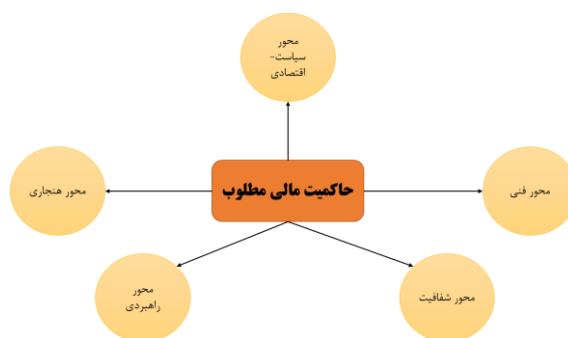 محور
سیاست-
اقتصادی
محور فنی
حاکمیت مالی مطلوب
محور هنجاری
محور شفافیت
محور
راهبردی